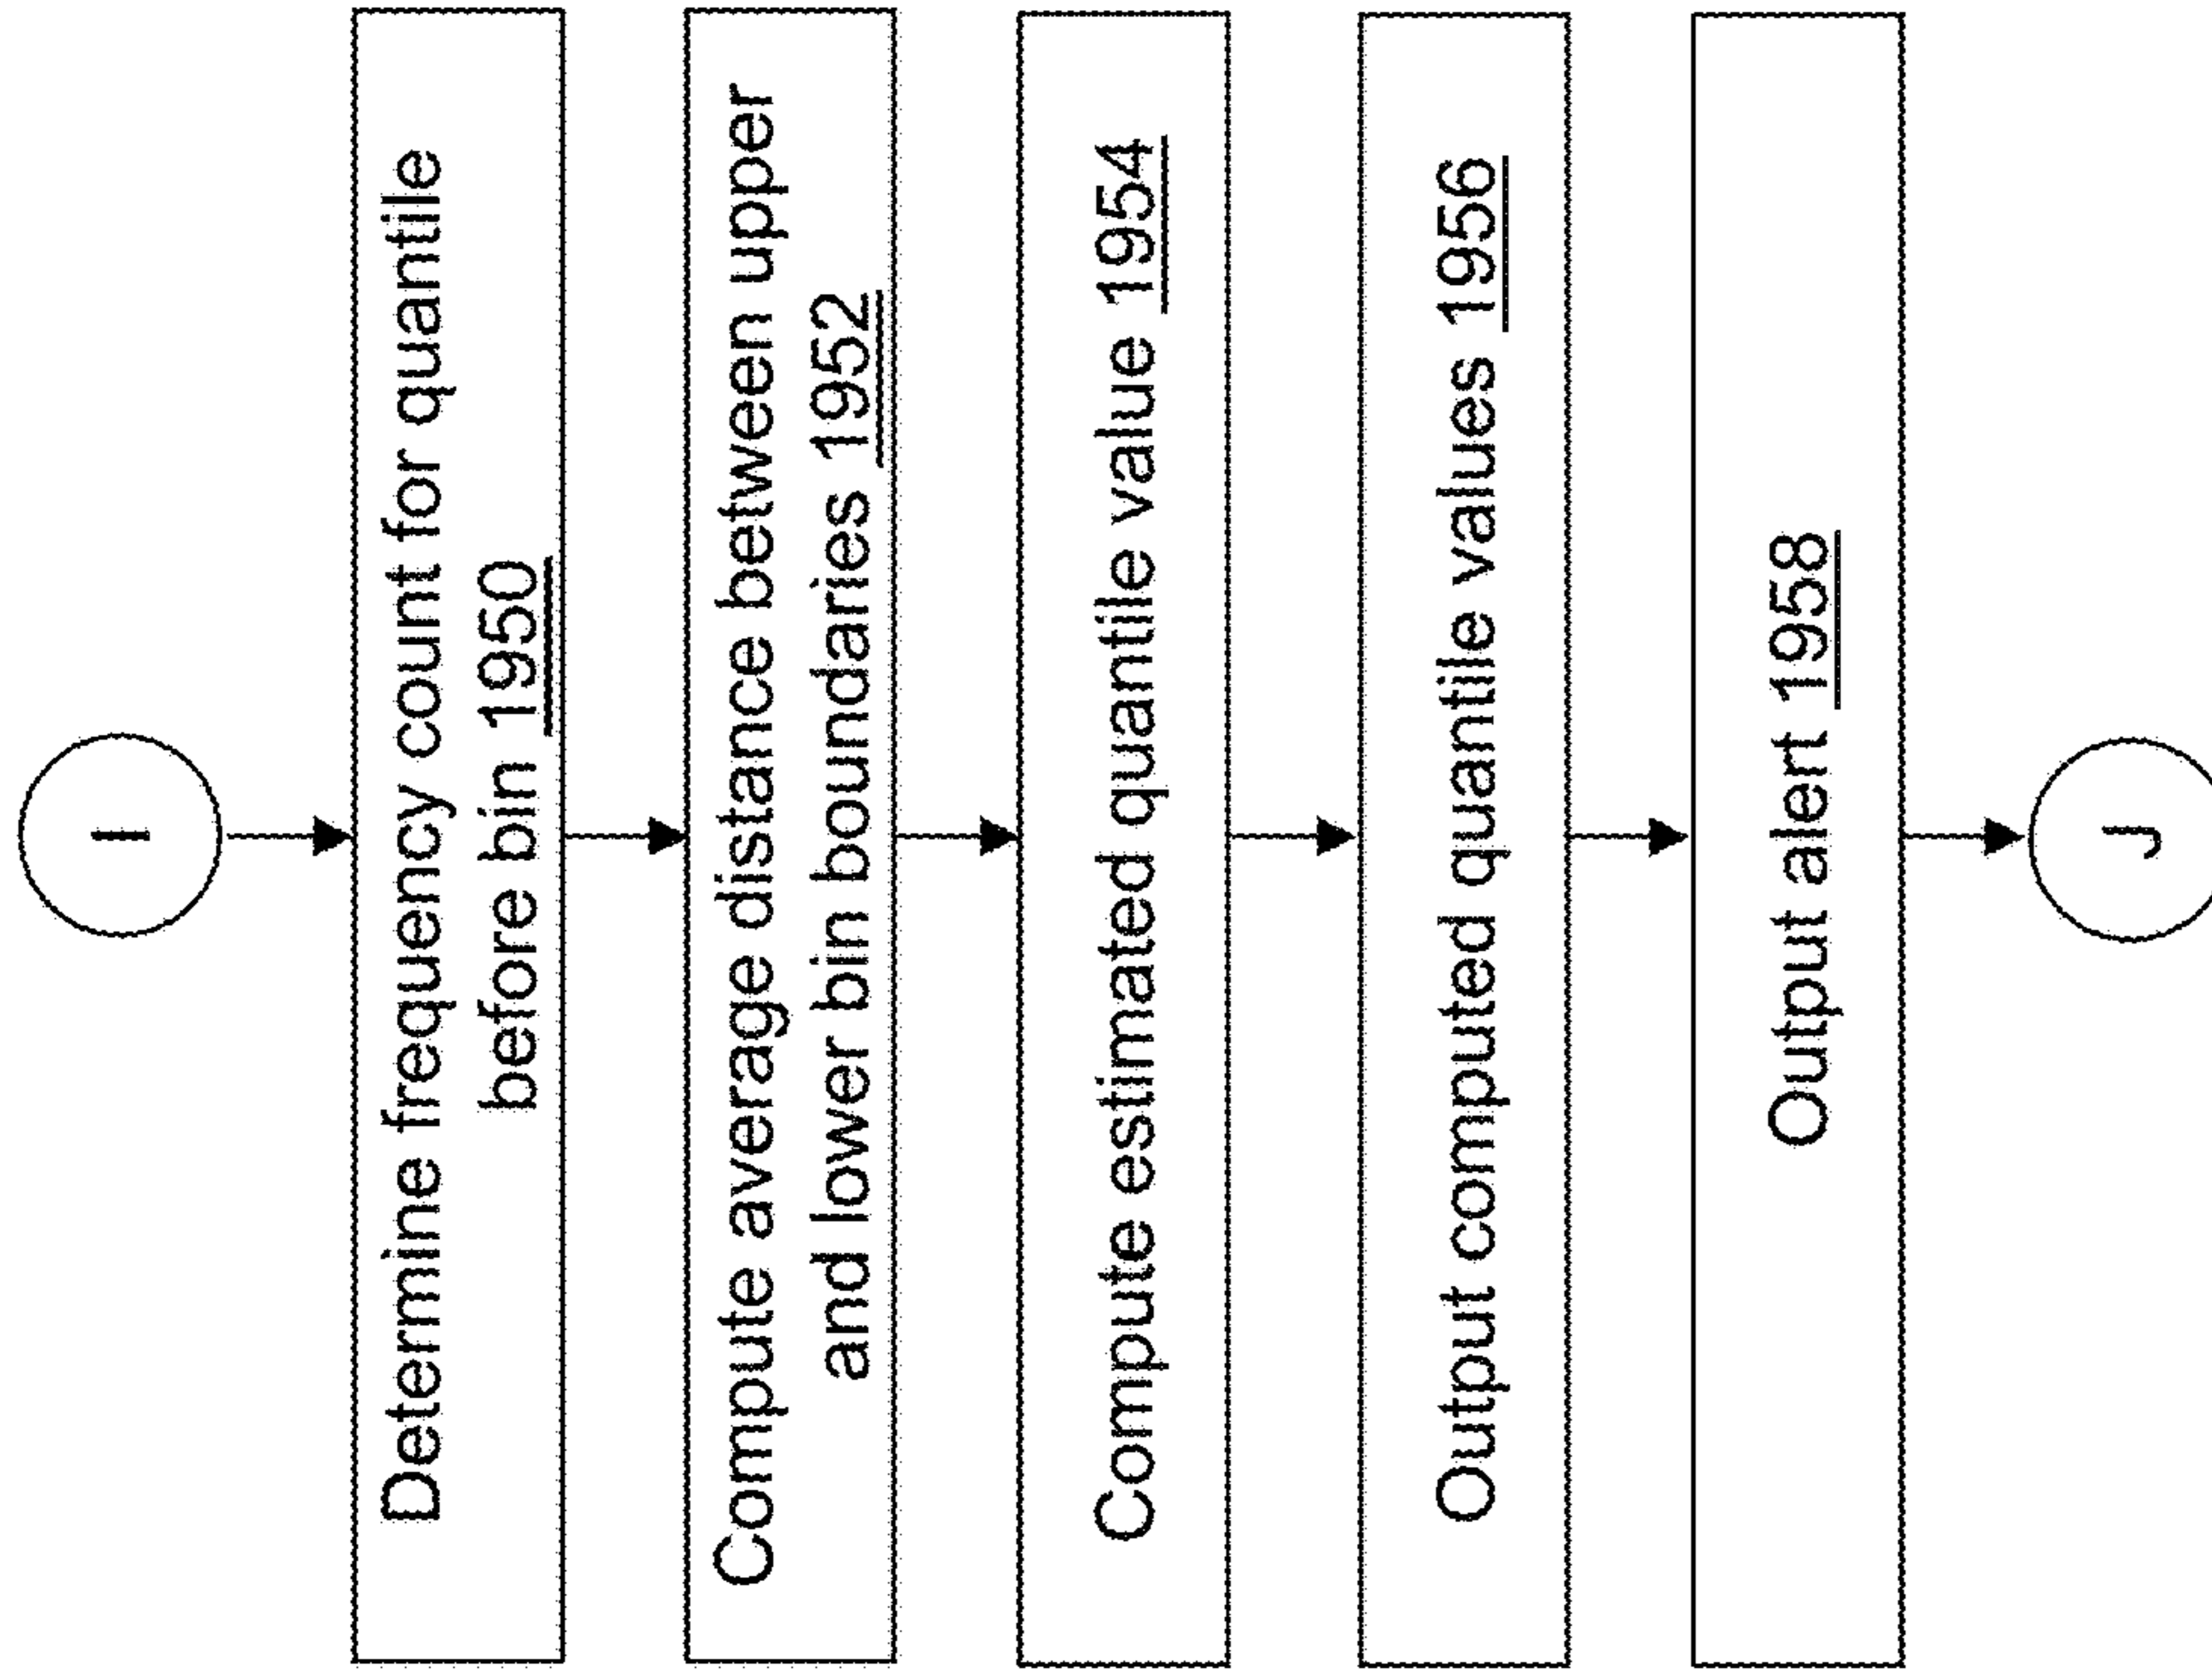 I
Determine frequency count for quantile
before bin 1950
Compute average distance between upper
and lower bin boundaries 1952
Compute estimated quantile value 1954
Output computed quantile values 1956
Output alert 1958
J